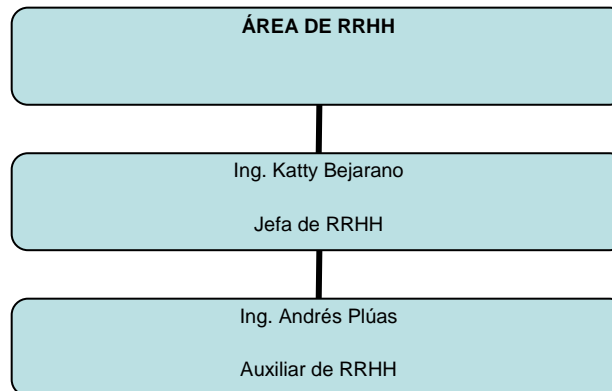 ÁREA DE RRHH
Ing. Katty Bejarano
Jefa de RRHH
Ing. Andrés Plúas
Auxiliar de RRHH